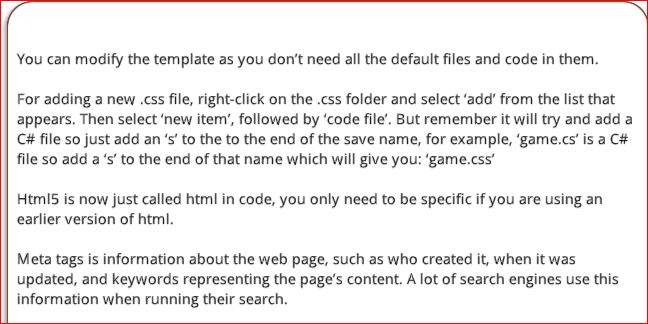 You can modify the template as you don’t need all the default files and code in them.
For adding a new .css file, right-click on the .css folder and select ‘add’ from the list that
appears. Then select ‘new item’, followed by ‘code file’. But remember it will try and add a
C# file so just add an ‘s’ to the to the end of the save name, for example, ‘game.cs’ is a C#
file so add a ‘s’ to the end of that name which will give you: ‘game.css’
Html5 is now just called html in code, you only need to be specific if you are using an
earlier version of html.
Meta tags is information about the web page, such as who created it, when it was
updated, and keywords representing the page’s content. A lot of search engines use this
information when running their search.